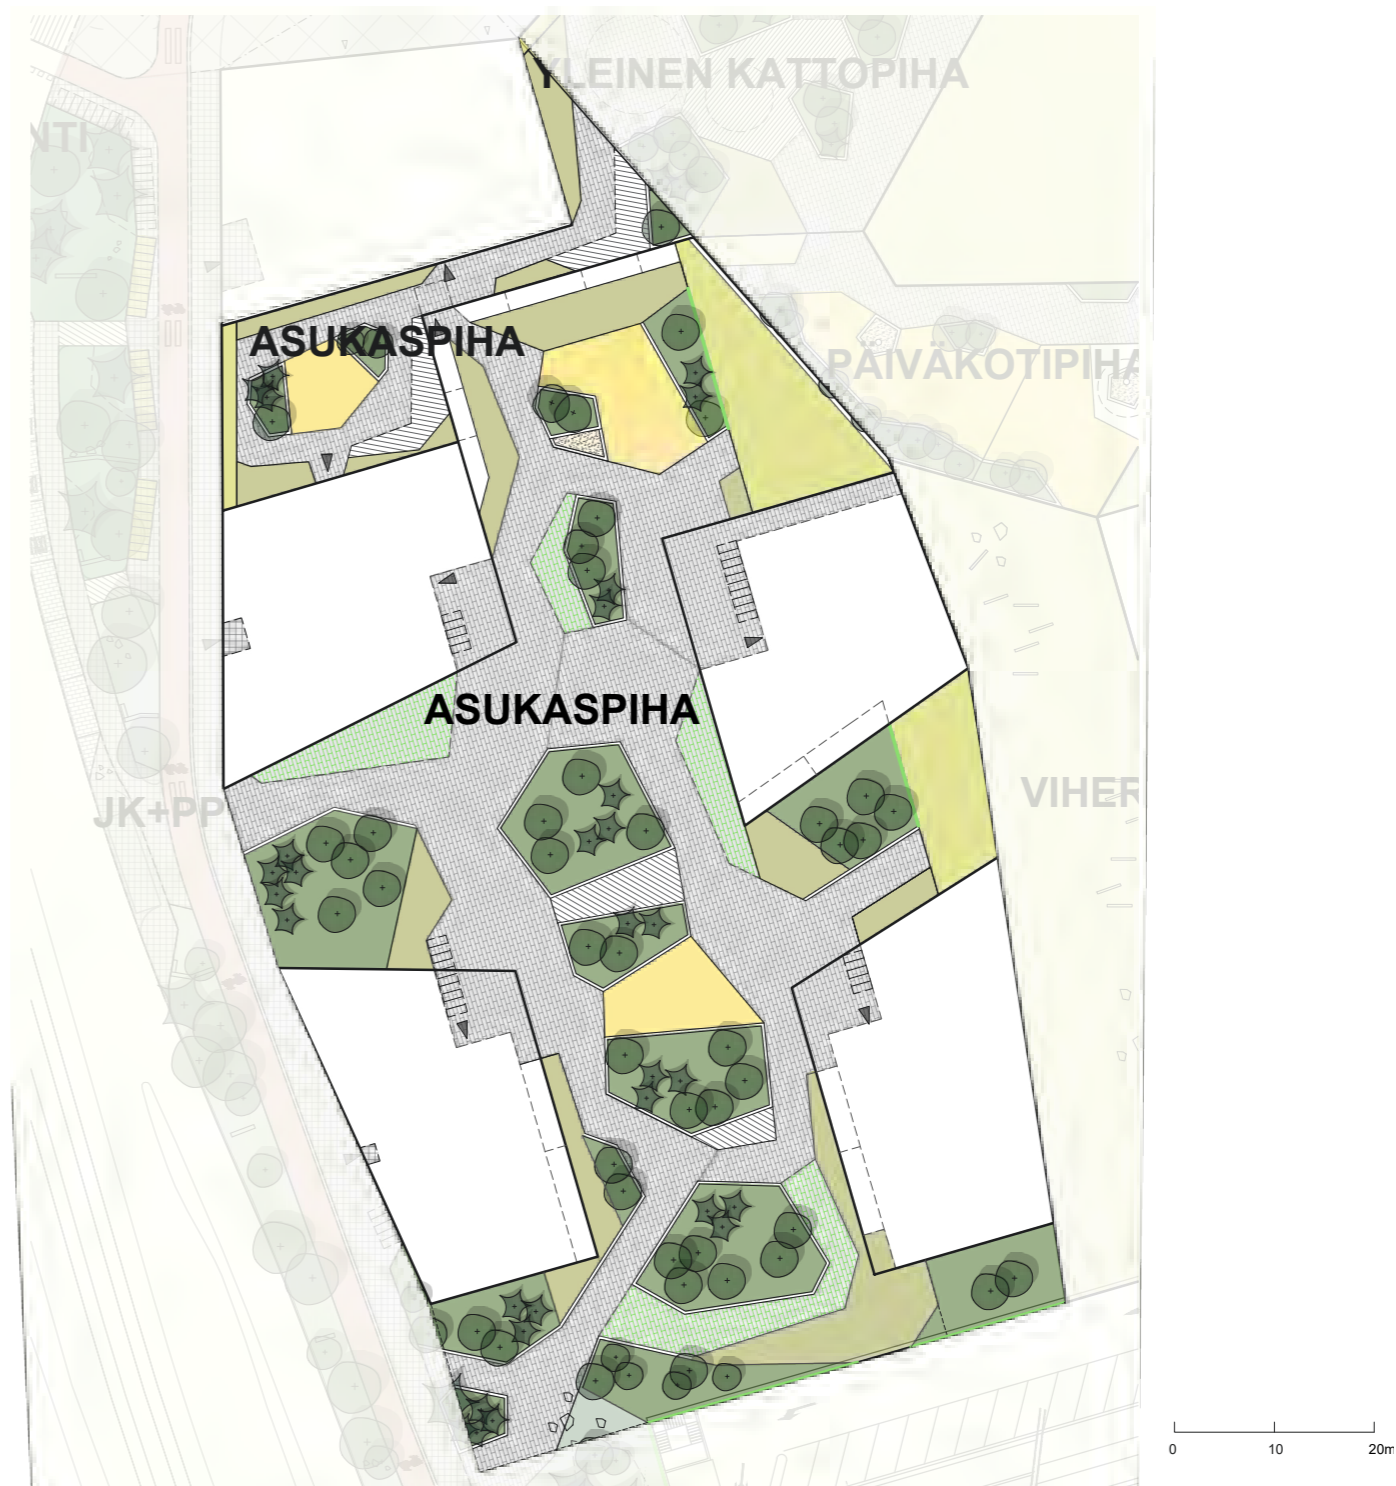 YLEINEN KATTOPIHA
NTI
ASUKASPIHA
PÄIVÄKOTIPIHA
ASUKASPIHA
JK+PP
VIHER
0 10 20m